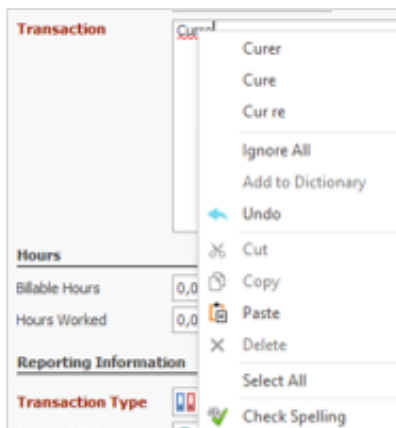 Transaction
Curer
Cure
Cur re
Ignore All
Add to Dictionary
Undo
Hours
Cut
Billable Hours 0,0
Copy
Hours Worked 0,0
Paste
Delete
Reporting Information
Select All
Transaction Type
Check Spelling